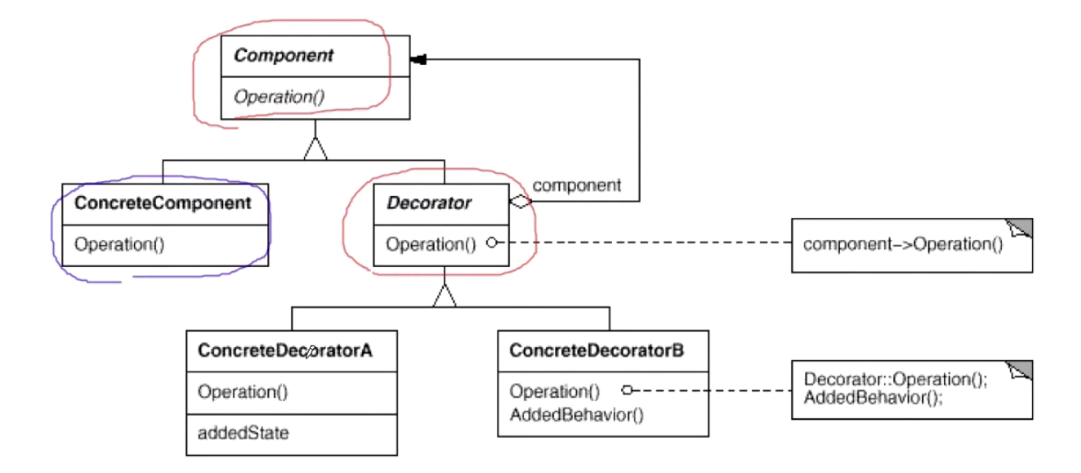 Component
Operation()
component
ConcreteComponent
Operation()
Decorator
Operation()
component->Operation()
ConcreteDecoratorA
Operation()
addedState
ConcreteDecoratorB
Operation()
AddedBehavior()
Decorator::Operation();
AddedBehavior();